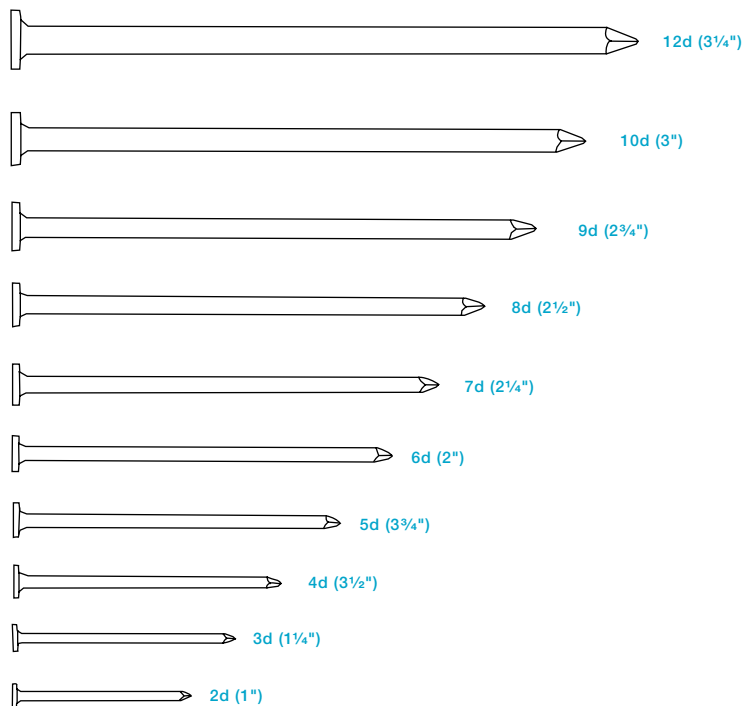 12d (3¼")
10d (3")
9d (2¾")
8d (2½")
7d (2¼")
6d (2")
5d (3¾")
4d (3½")
3d (1¼")
2d (1")